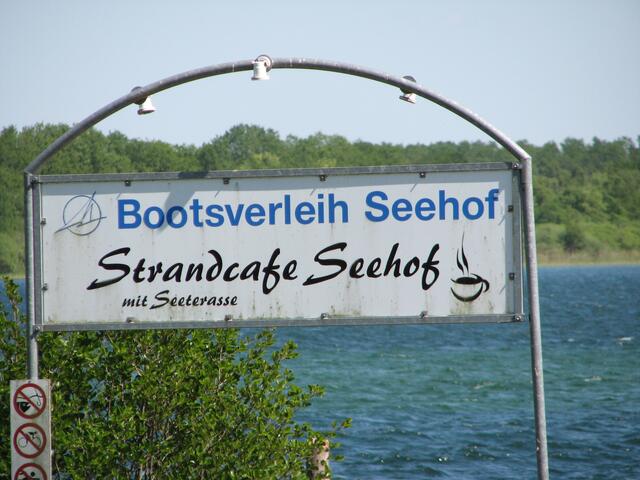 Bootsverleih Seehof
Strandcafe Seehof
mit Seeterasse